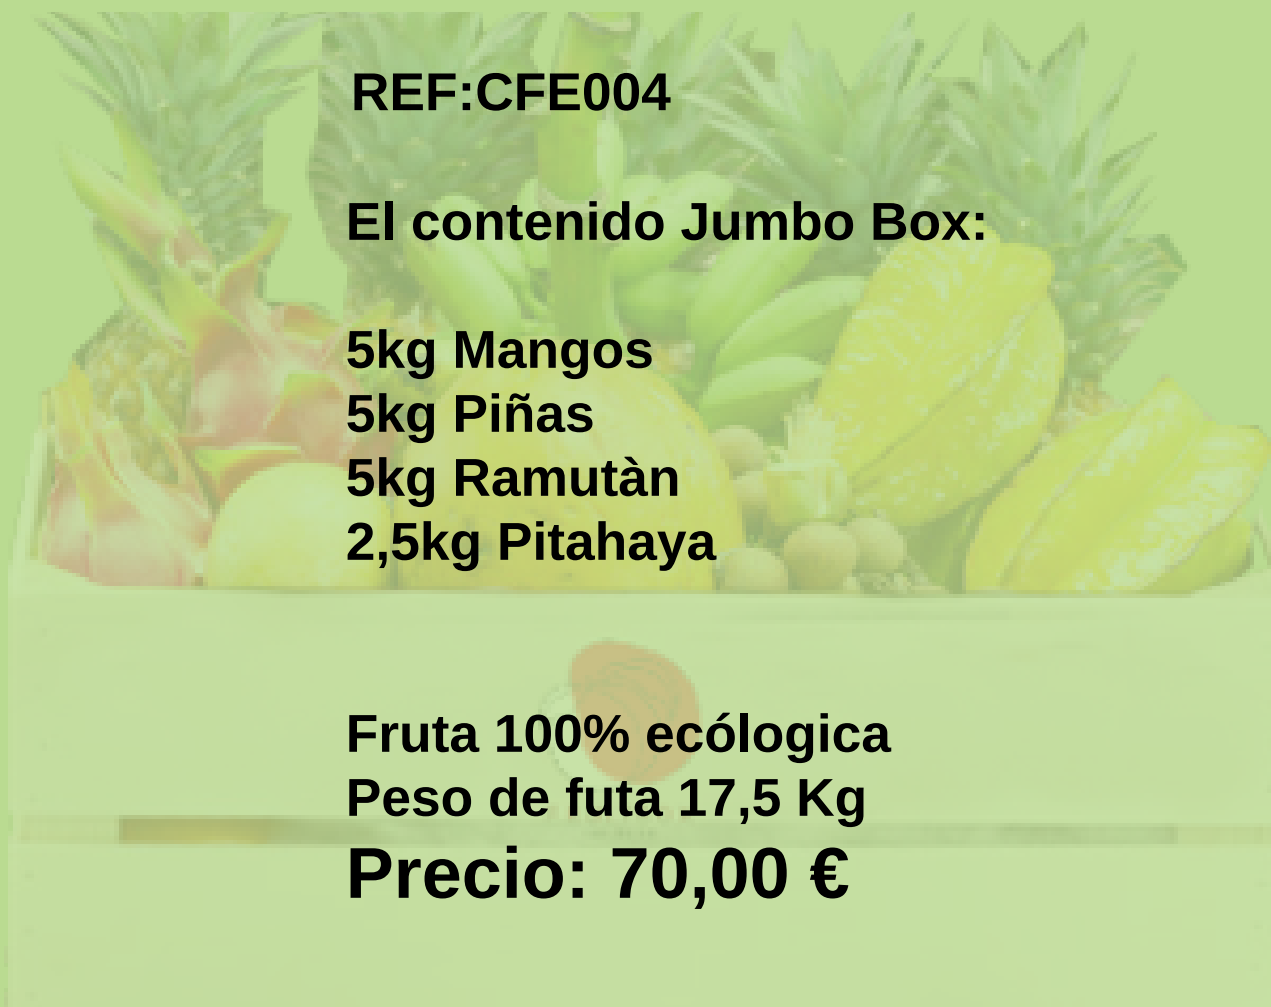 REF:CFE004
El contenido Jumbo Box:
5kg Mangos
5kg Piñas
5kg Ramutàn
2,5kg Pitahaya
Fruta 100% ecólogica
Peso de futa 17,5 Kg
Precio: 70,00 €